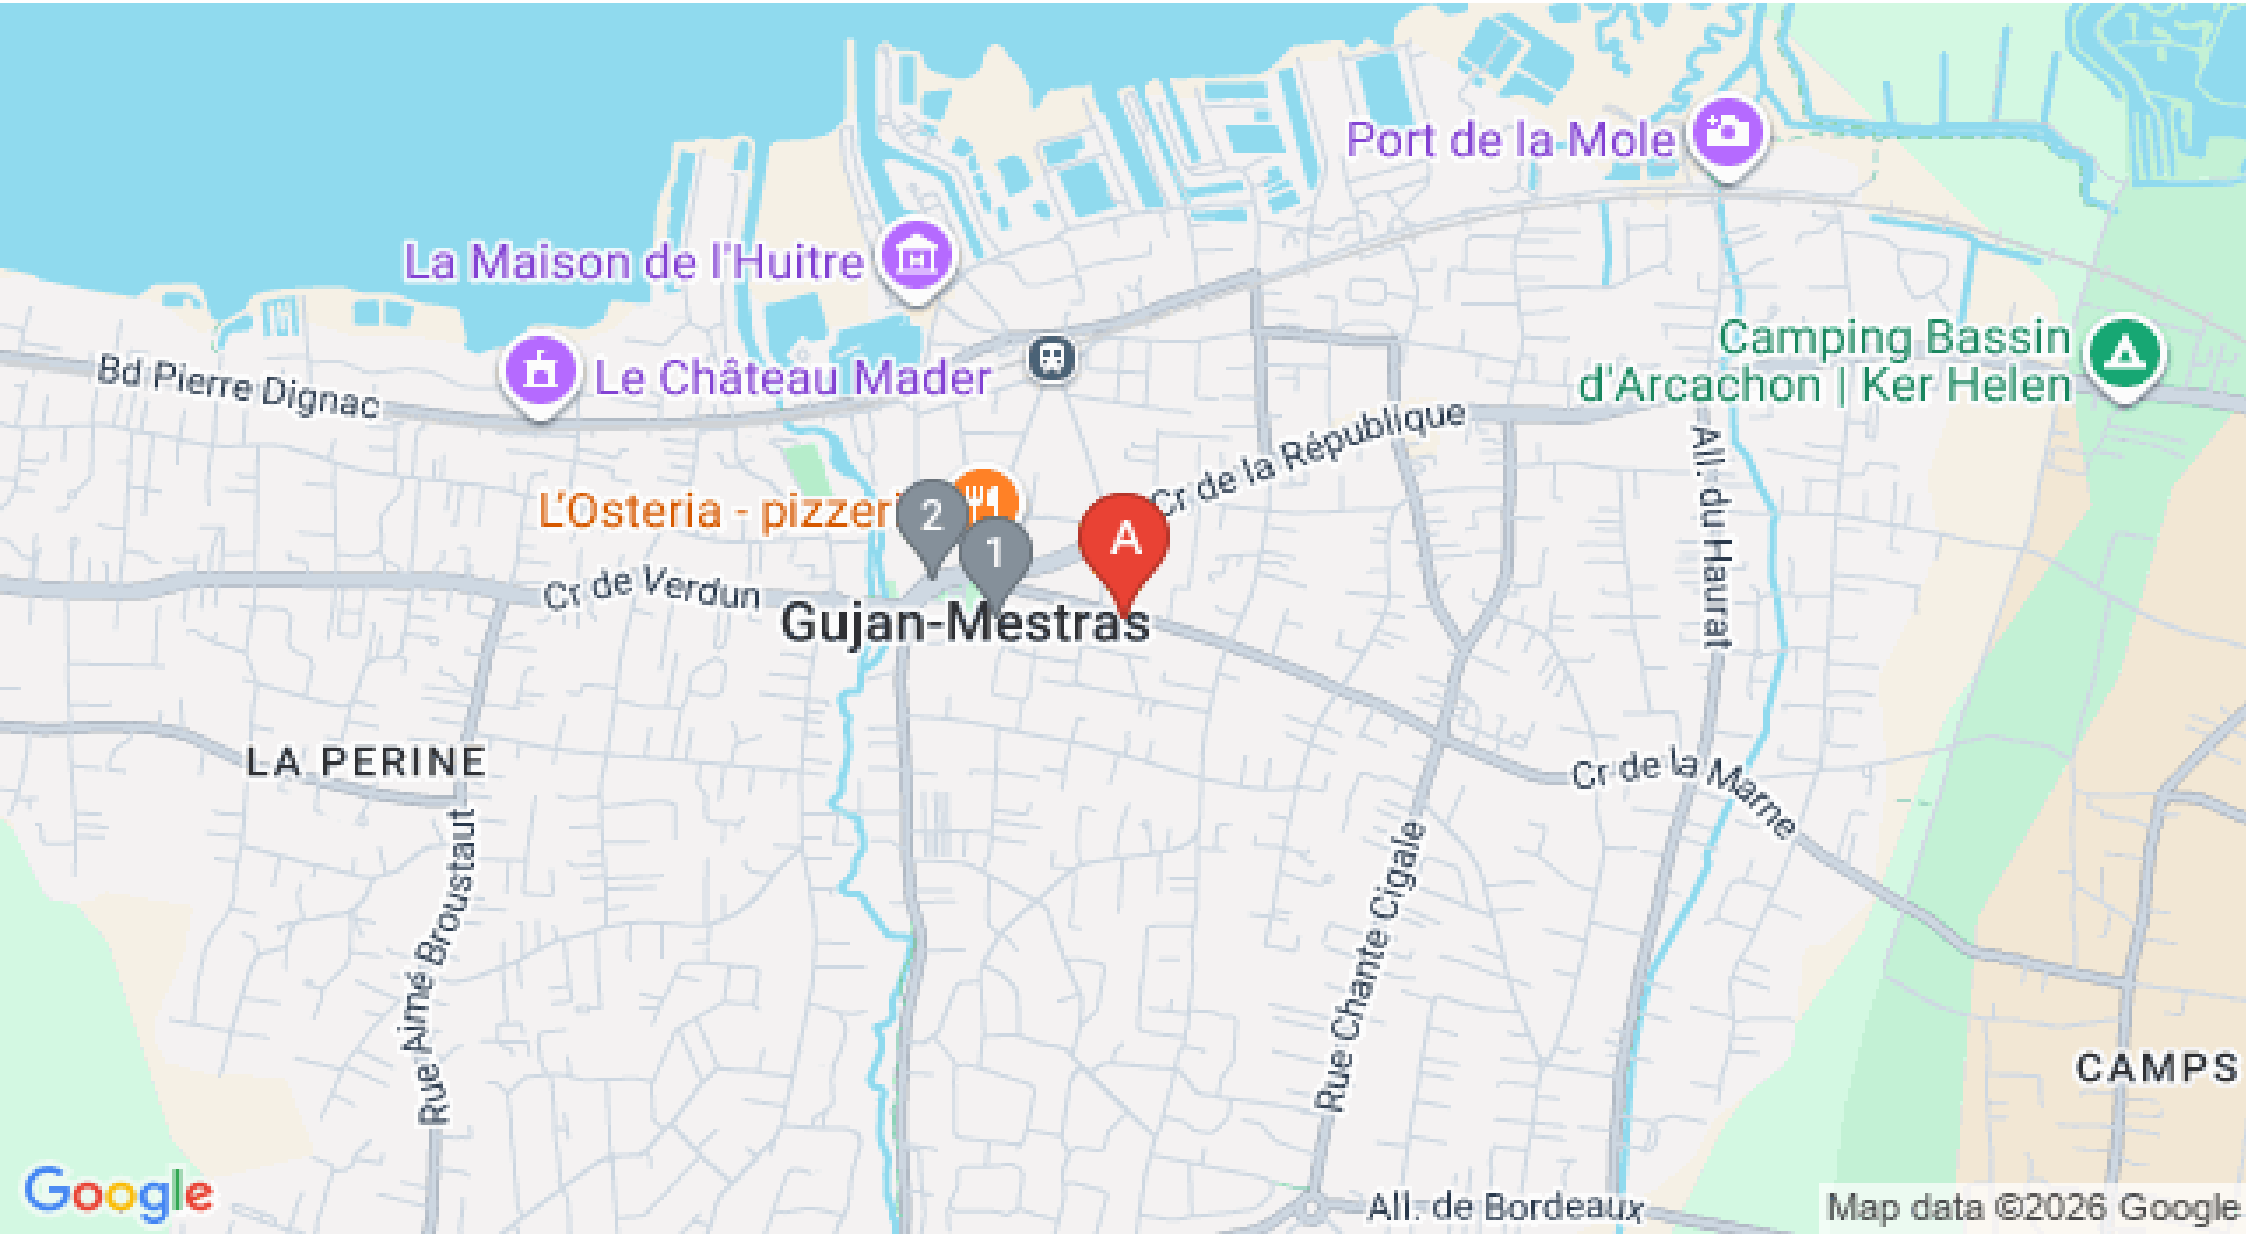 Port de la Mole
La Maison de l'Huitre
Camping Bassin
d'Arcachon | Ker Helen
Bd Pierre Dignac
Le Château Mader
Cr de la République
All. du Haurat
L'Osteria - pizzeri
2
1
A
Cr de Verdun
Gujan-Mestras
LA PERINE
Cr de la Marne
Rue Aimé Broustaut
Rue Chante Cigale
CAMPS
Google
All. de Bordeaux
Map data ©2026 Google